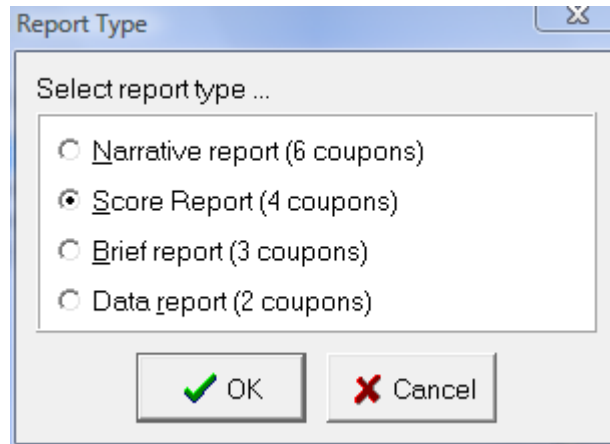 Report Type
Select report type ...
Narrative report (6 coupons)
Score Report (4 coupons)
Brief report (3 coupons)
Data report (2 coupons)
OK
Cancel